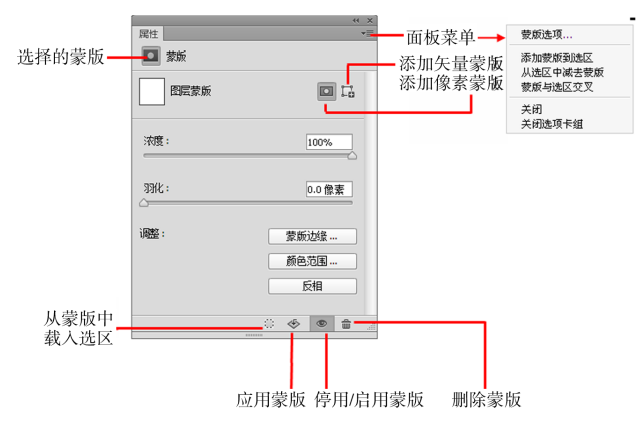 属性
选择的蒙版
蒙版
面板菜单
蒙版选项...
添加蒙版到选区
从选区中减去蒙版
蒙版与选区交叉
关闭
关闭选项卡组
添加矢量蒙版
添加像素蒙版
图层蒙版
浓度：
100%
羽化：
0.0 像素
调整：
蒙版边缘 ...
颜色范围 ...
反相
从蒙版中
载入选区
应用蒙版
停用/启用蒙版
删除蒙版